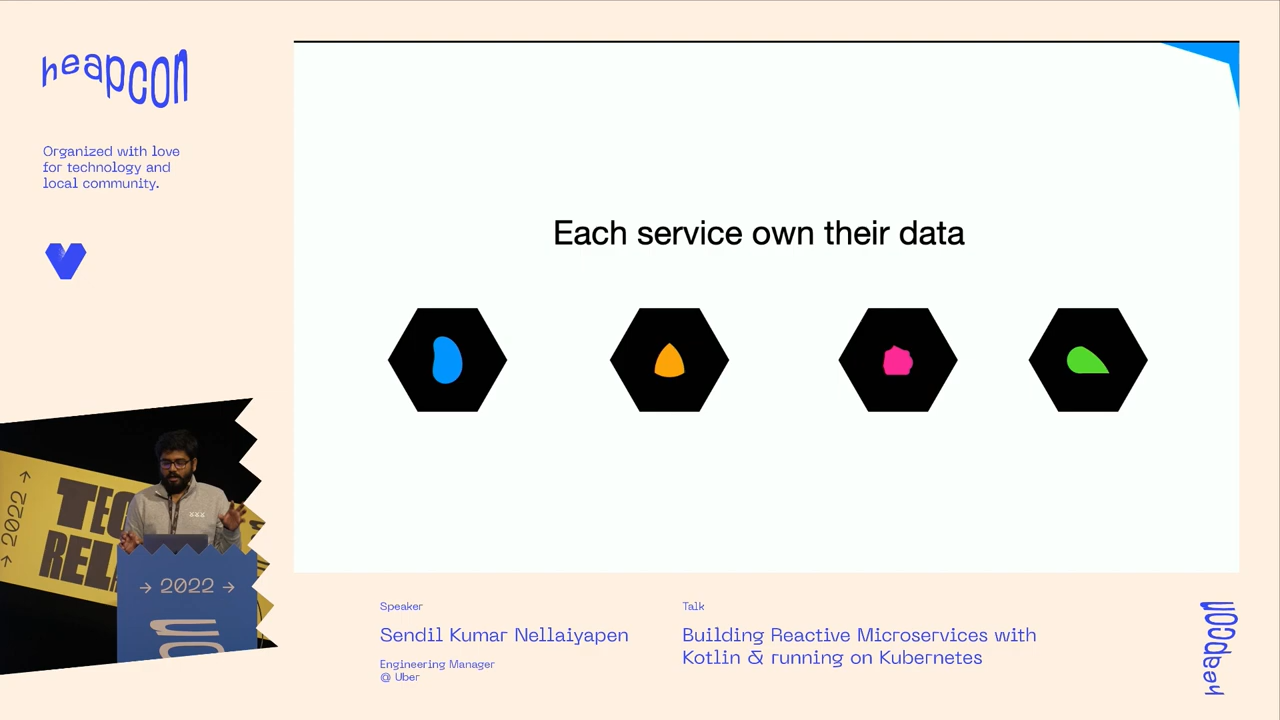 heapcon
Organized with love
for technology and
local community.
Each service own their data
→ 2022 →
→ 2022 →
Speaker
Sendil Kumar Nellaiyapen
Engineering Manager
@ Uber
Talk
Building Reactive Microservices with
Kotlin & running on Kubernetes
heapcon